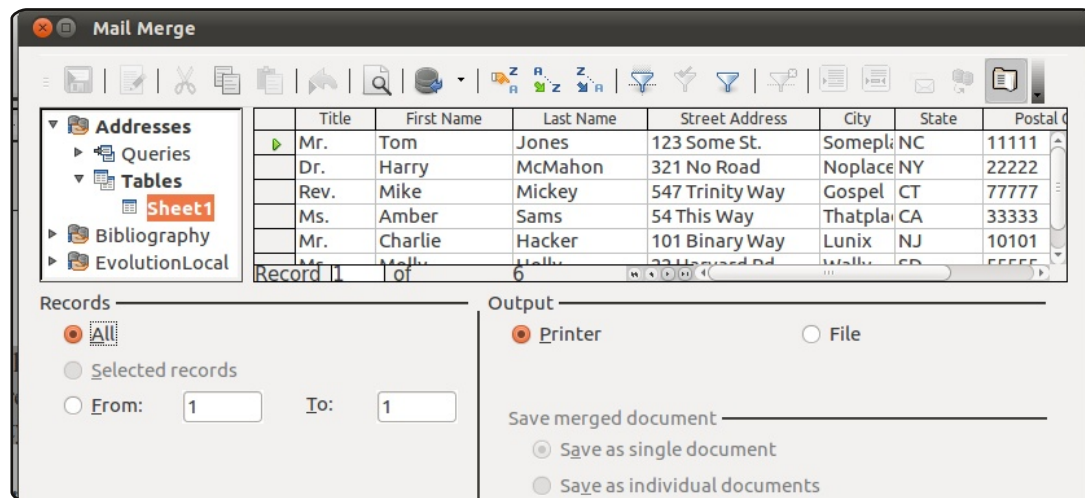 Mail Merge
Addresses
Queries
Tables
Sheet1
Bibliography
EvolutionLocal
Title First Name Last Name Street Address City State Postal
Mr. Tom Jones 123 Some St. Somepl NC 11111
Dr. Harry McMahon 321 No Road Noplace NY 22222
Rev. Mike Mickey 547 Trinity Way Gospel CT 77777
Ms. Amber Sams 54 This Way Thatpla CA 33333
Mr. Charlie Hacker 101 Binary Way Lunix NJ 10101
Record 1 of 6
Records
All
Selected records
From: 1 To: 1
Output
Printer File
Save merged document
Save as single document
Save as individual documents